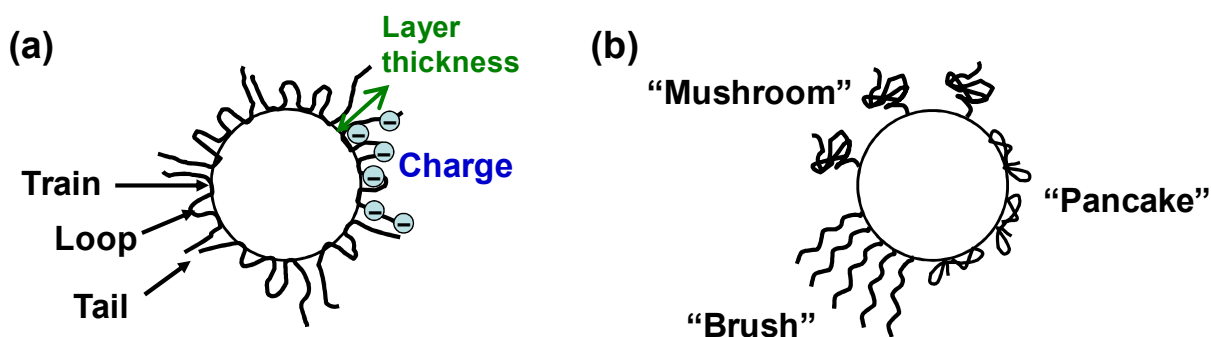 (a)
Layer
thickness
Charge
Train
Loop
Tail
(b)
“Mushroom”
“Pancake”
“Brush”